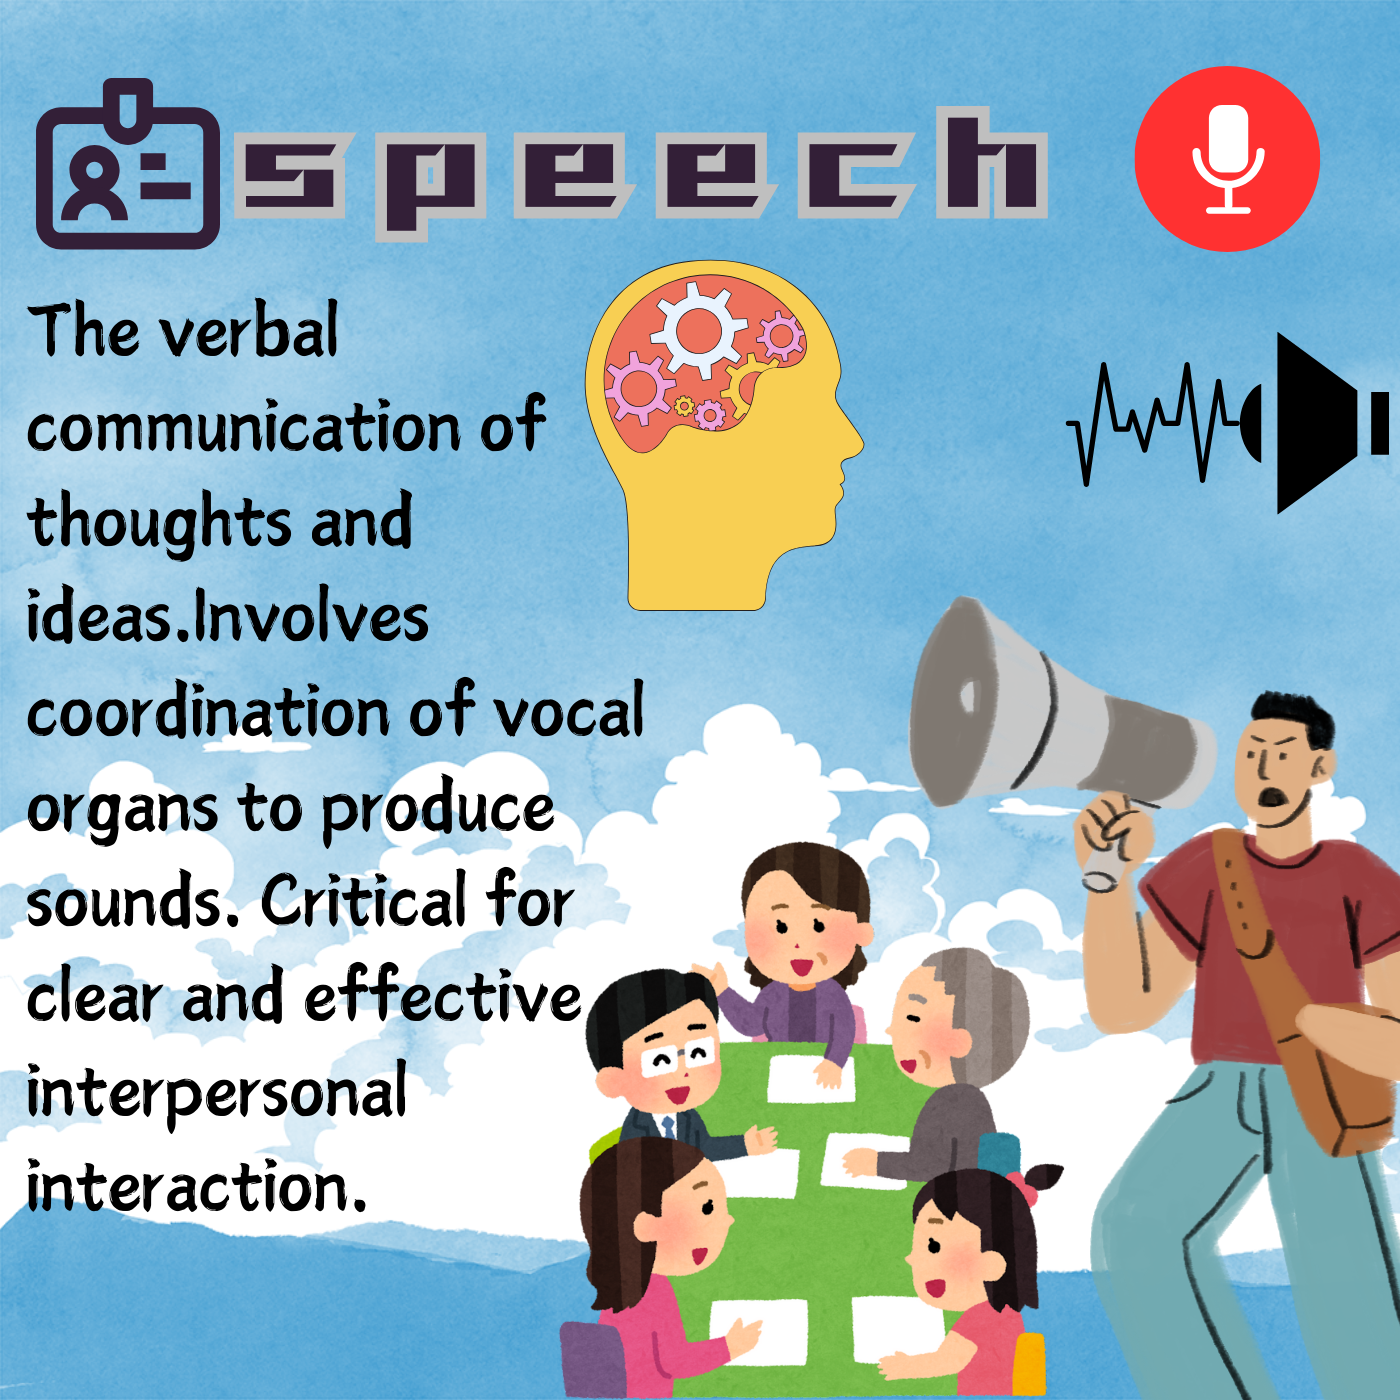 speech
The verbal
communication of
thoughts and
ideas.Involves
coordination of vocal
organs to produce
sounds. Critical for
clear and effective
interpersonal
interaction.